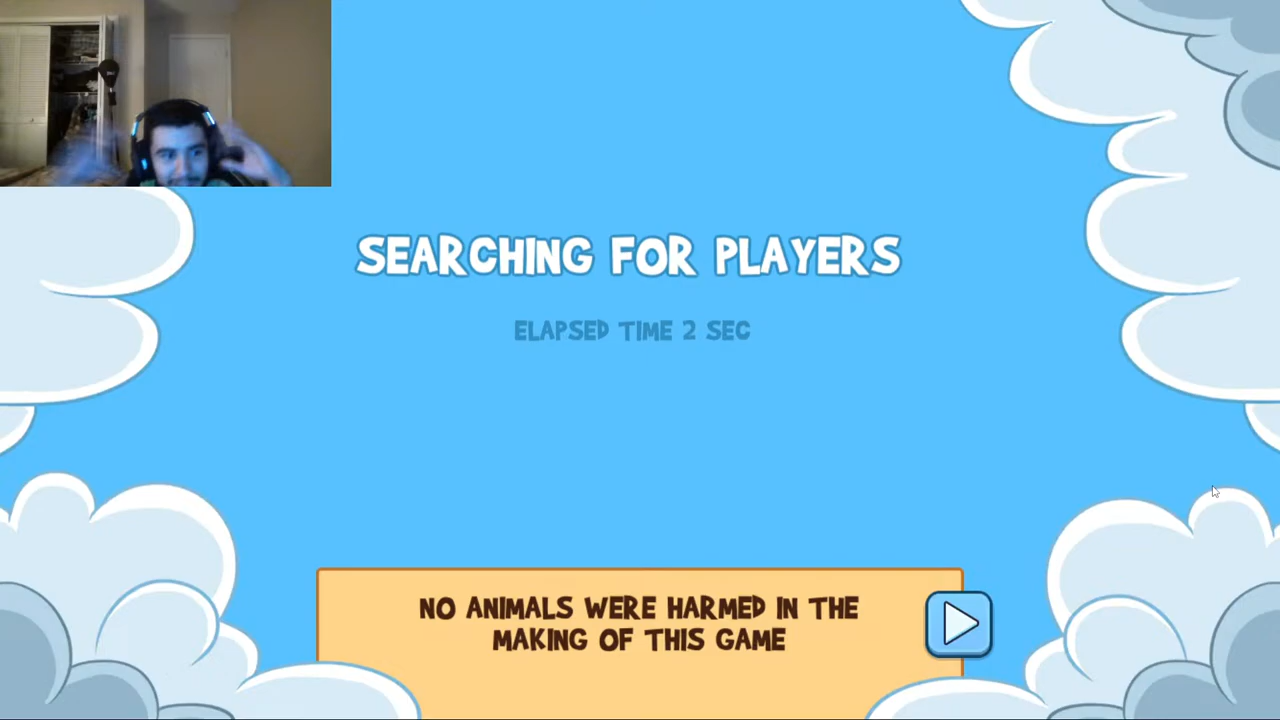 SEARCHING FOR PLAYERS
ELAPSED TIME 2 SEC
NO ANIMALS WERE HARMED IN THE
MAKING OF THIS GAME